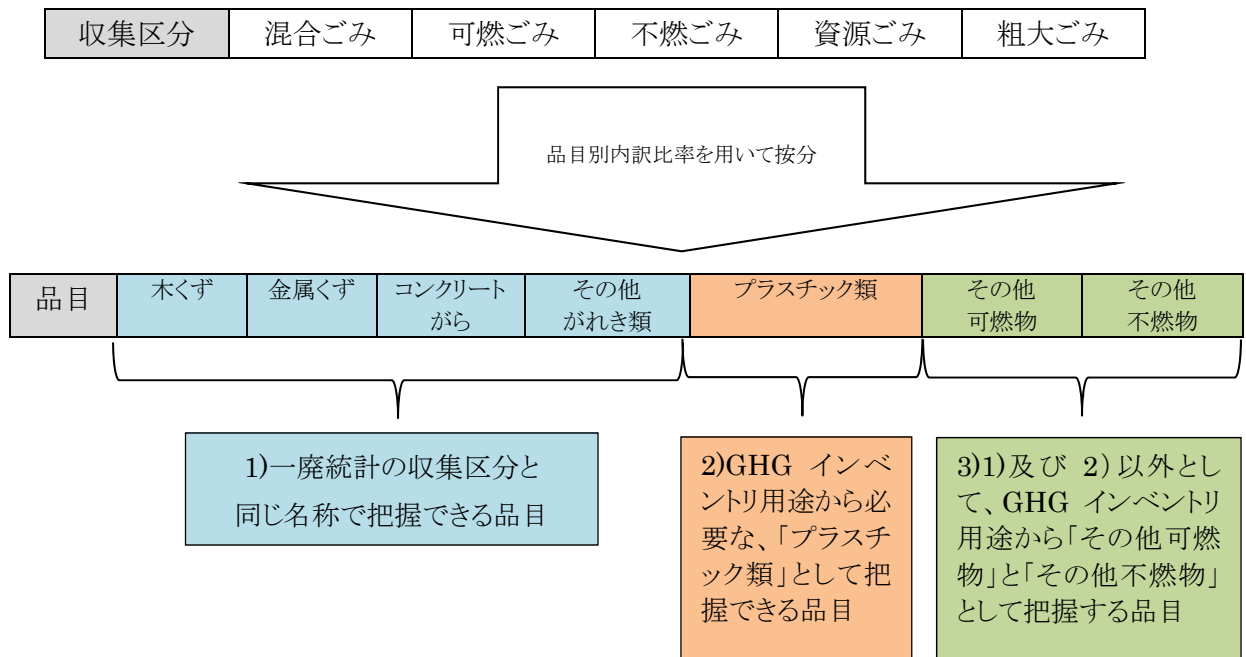 収集区分 混合ごみ 可燃ごみ 不燃ごみ 資源ごみ 粗大ごみ
品目別内訳比率を用いて按分
品目 木くず 金属くず コンクリートがら その他がれき類 プラスチック類 その他可燃物 その他不燃物
1)一廃統計の収集区分と
同じ名称で把握できる品目
2)GHG インベ
ントリ用途から必
要な、「プラスチ
ック類」として把
握できる品目
3)1)及び 2)以外とし
て、GHG インベントリ
用途から「その他可燃
物」と「その他不燃物」
として把握する品目